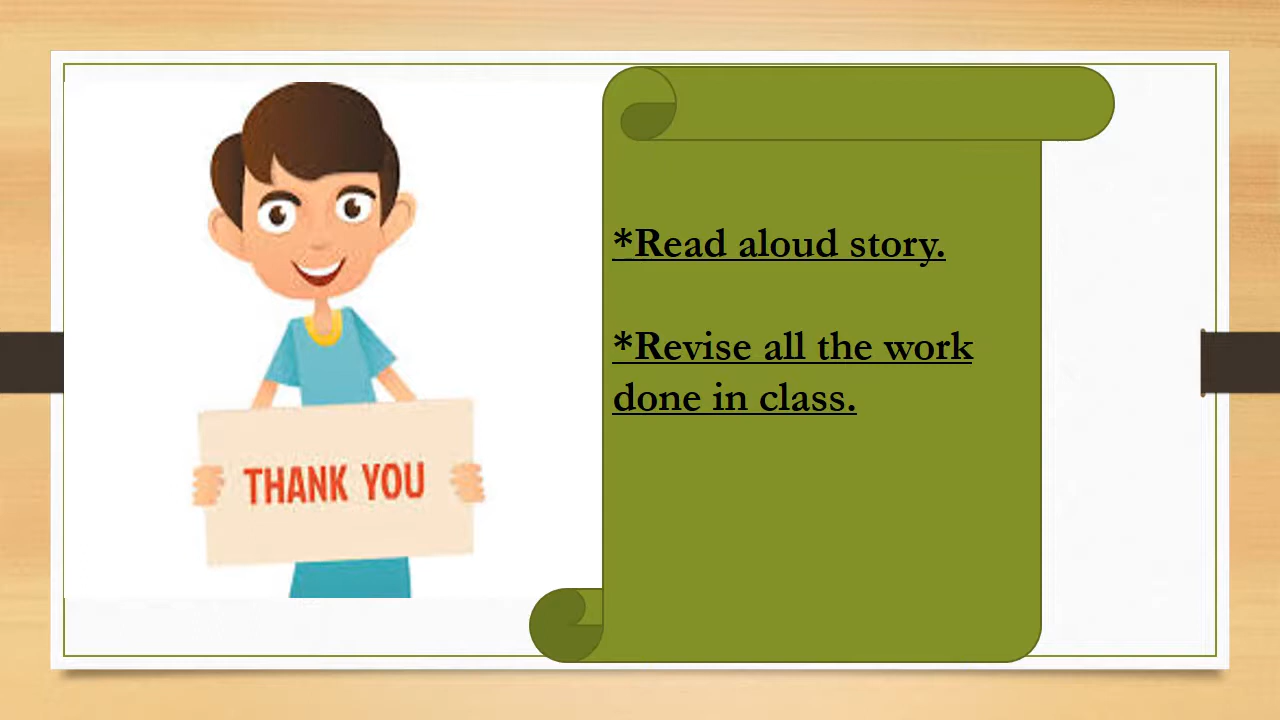 THANK YOU
*Read aloud story.
*Revise all the work
done in class.